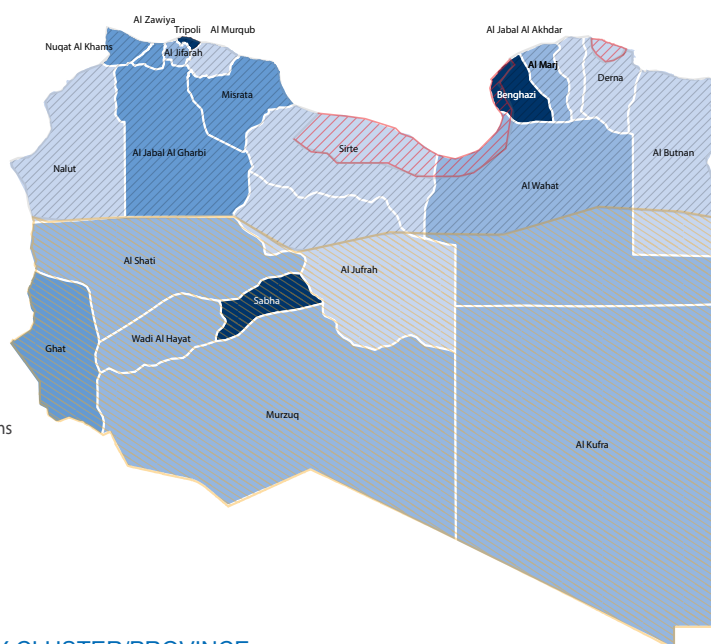 Al Zawiya
Tripoli
Al Murqub
Al Jabal Al Akhdar
Nuqat Al Khams
Al Jifarah
Al Marj
Derna
Misrata
Benghazi
Sirte
Al Jabal Al Gharbi
Al Butnan
Nalut
Al Wahat
Al Shati
Al Jufrah
Sabha
Wadi Al Hayat
Ghat
Murzuq
ns
Al Kufra
CLUSTER/PROVINCE